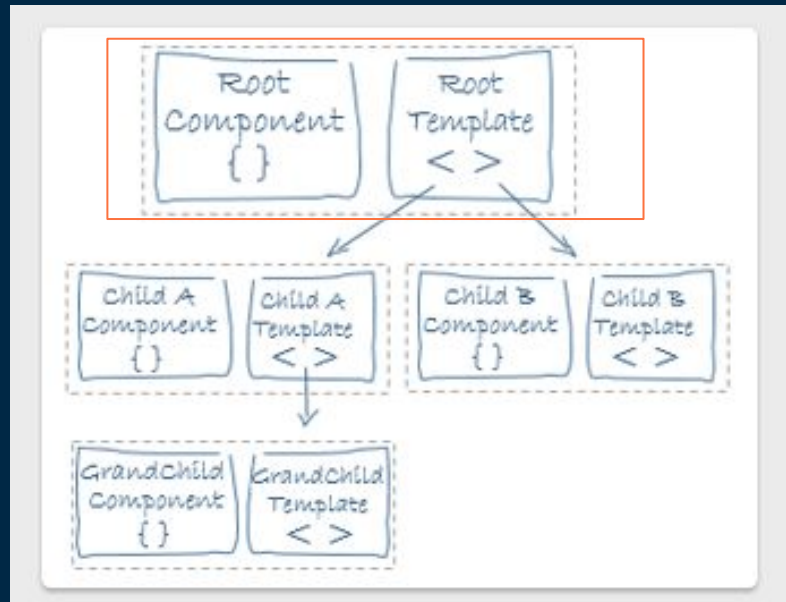 Root
Component
{ }
Root
Template
< >
Child A
Component
{ }
Child A
Template
< >
Child B
Component
{ }
Child B
Template
< >
GrandChild
Component
{ }
GrandChild
Template
< >